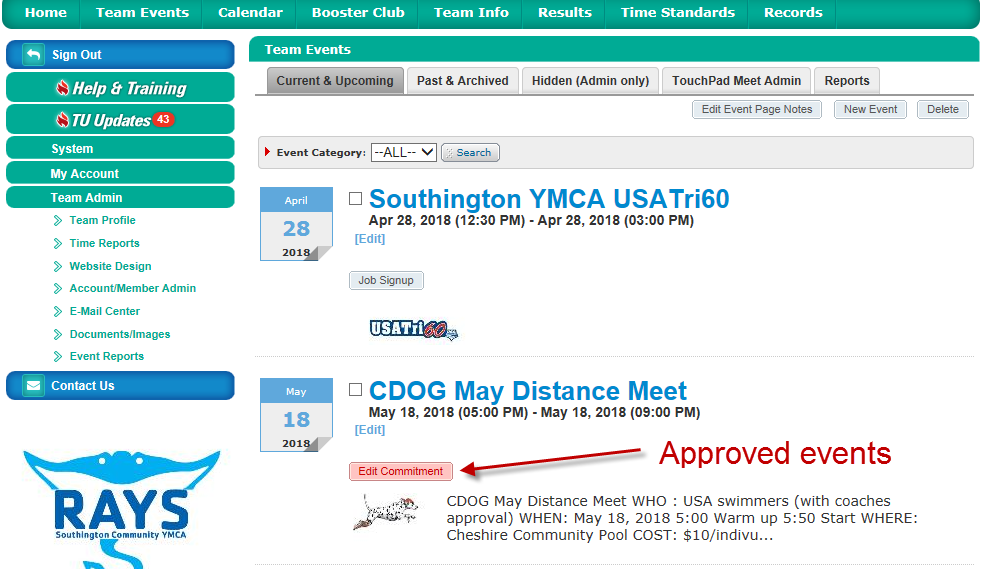 Home Team Events Calendar Booster Club Team Info Results Time Standards Records
Sign Out
Help & Training
TU Updates 43
System
My Account
Team Admin
Team Profile
Time Reports
Website Design
Account/Member Admin
E-Mail Center
Documents/Images
Event Reports
Contact Us
RAYS
Southington Community YMCA
Team Events
Current & Upcoming Past & Archived Hidden (Admin only) TouchPad Meet Admin Reports
Edit Event Page Notes New Event Delete
Event Category: --ALL-- Search
April
28
2018
Southington YMCA USATri60
Apr 28, 2018 (12:30 PM) - Apr 28, 2018 (03:00 PM)
[Edit]
Job Signup
USATri60
May
18
2018
CDOG May Distance Meet
May 18, 2018 (05:00 PM) - May 18, 2018 (09:00 PM)
[Edit]
Edit Commitment
Approved events
CDOG May Distance Meet WHO : USA swimmers (with coaches
approval) WHEN: May 18, 2018 5:00 Warm up 5:50 Start WHERE:
Cheshire Community Pool COST: $10/indivu...